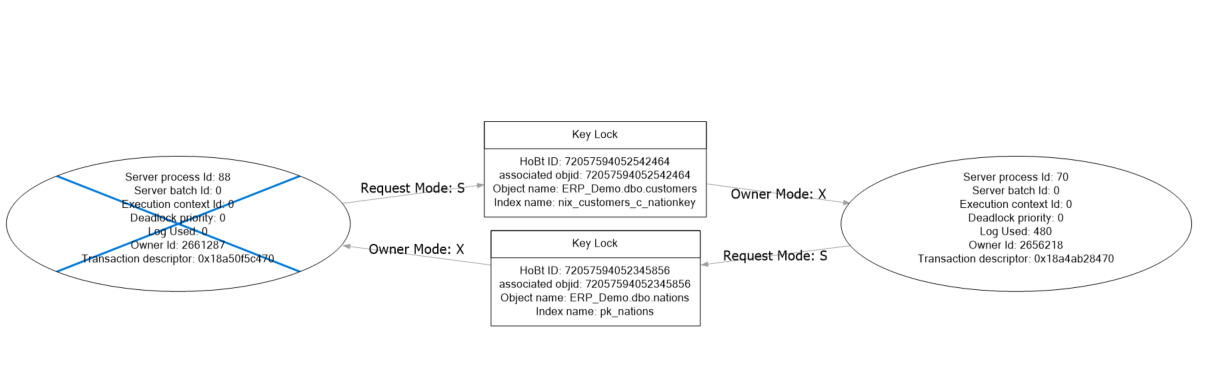 Server process Id: 88
Server batch Id: 0
Execution context Id: 0
Deadlock priority: 0
Log Used: 0
Owner Id: 2661287
Transaction descriptor: 0x18a50f5c470
Request Mode: S
Owner Mode: X
Key Lock
HoBt ID: 72057594052542464
associated objid: 72057594052542464
Object name: ERP_Demo.dbo.customers
Index name: nix_customers_c_nationkey
Key Lock
HoBt ID: 72057594052345856
associated objid: 72057594052345856
Object name: ERP_Demo.dbo.nations
Index name: pk_nations
Owner Mode: X
Request Mode: S
Server process Id: 70
Server batch Id: 0
Execution context Id: 0
Deadlock priority: 0
Log Used: 480
Owner Id: 2656218
Transaction descriptor: 0x18a4ab28470